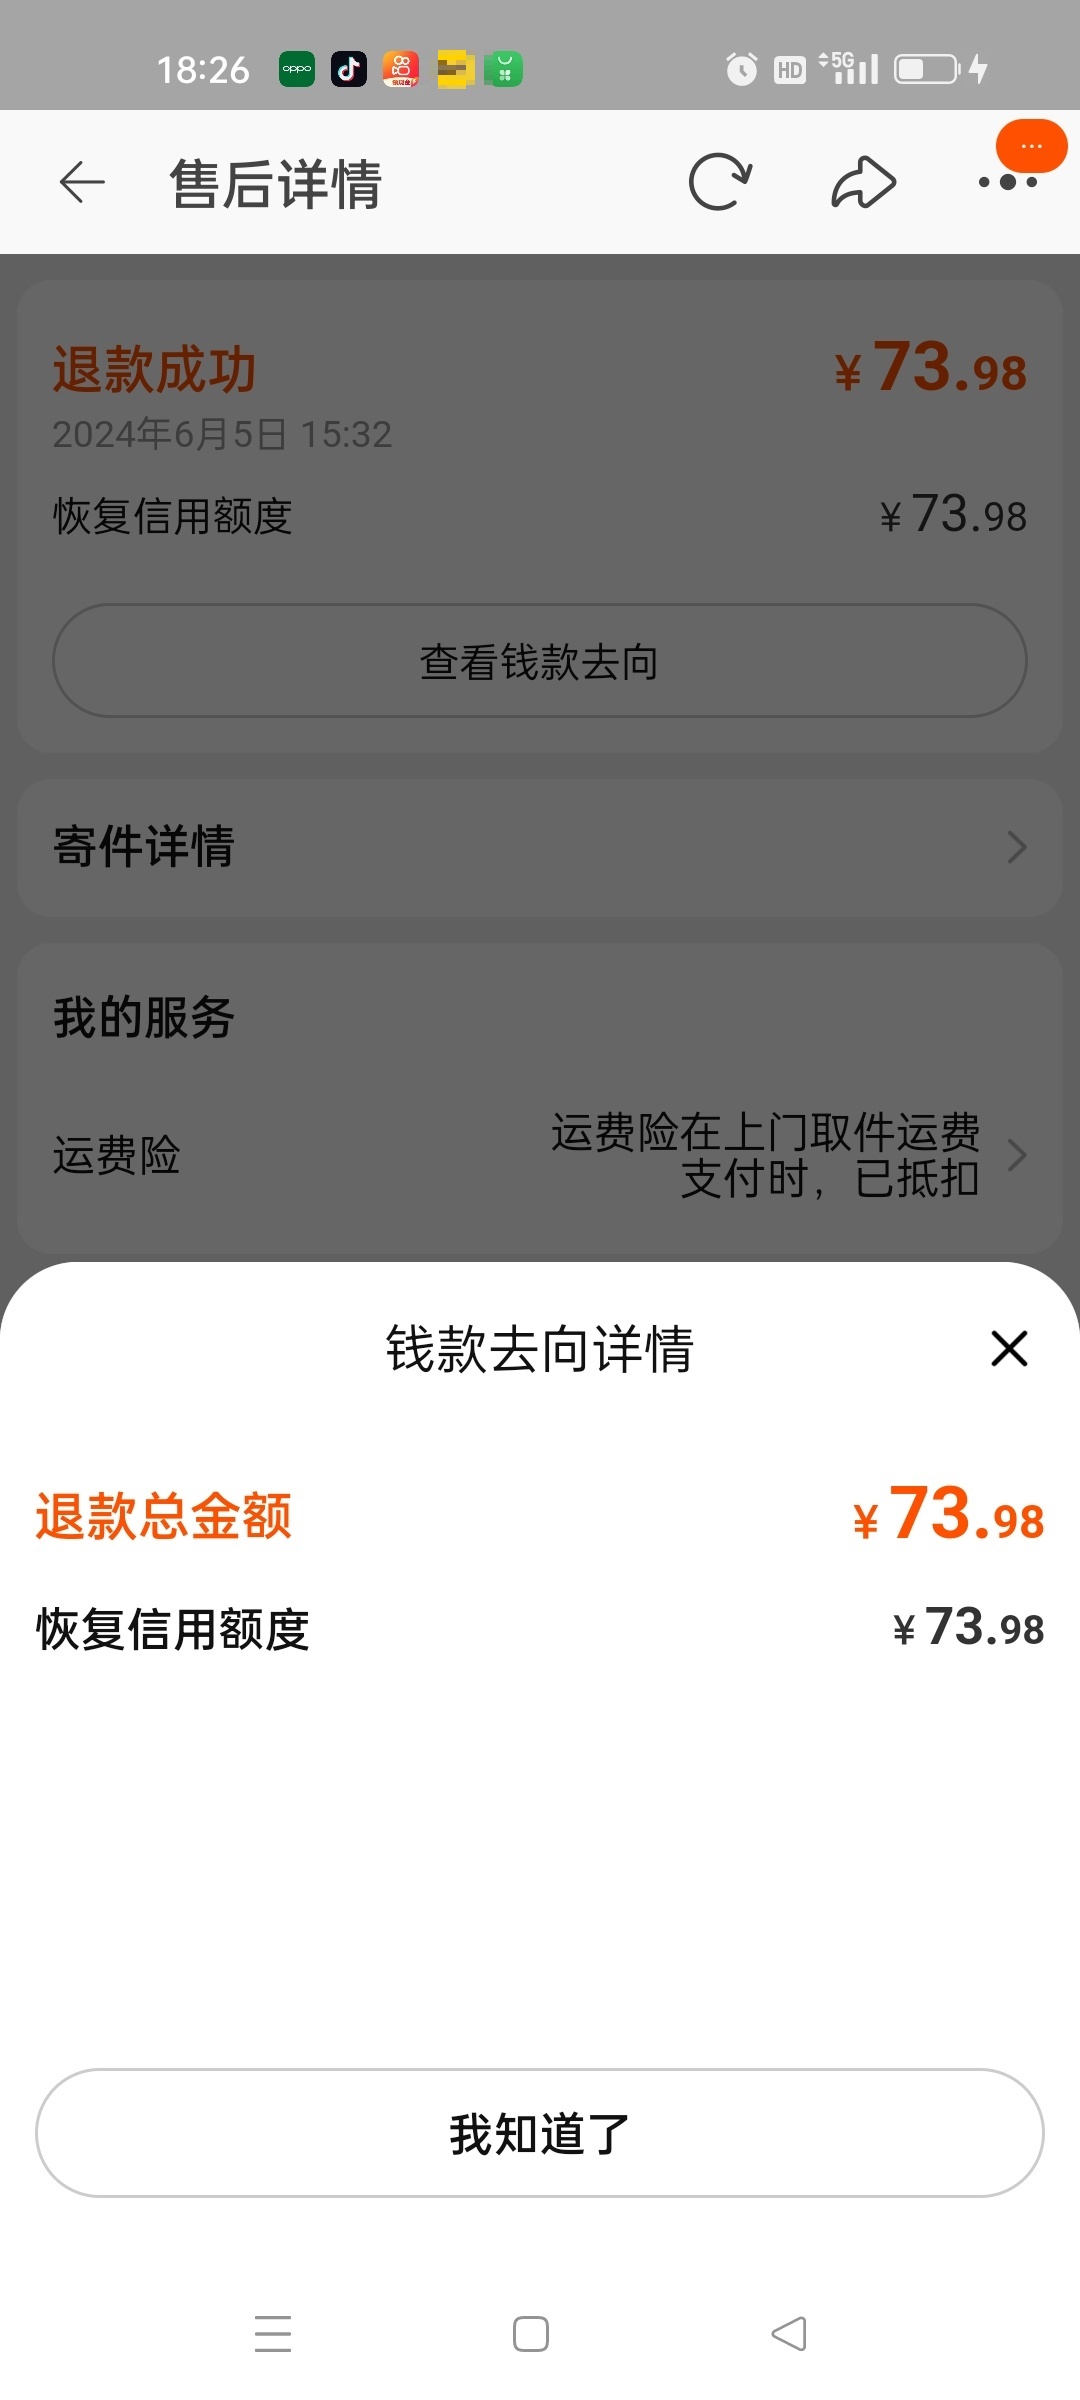 18:26
oppo
HD
5G
售后详情
退款成功
¥73.98
2024年6月5日 15:32
恢复信用额度
¥73.98
查看钱款去向
寄件详情
我的服务
运费险
运费险在上门取件运费
支付时，已抵扣
钱款去向详情
退款总金额
¥73.98
恢复信用额度
¥73.98
我知道了